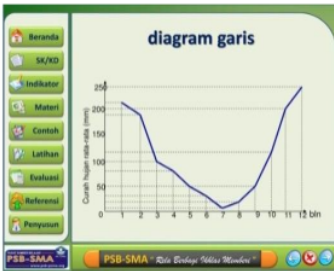 diagram garis
Beranda
SK/KD
Indikator
Materi
Contoh
Latihan
Evaluasi
Referensi
Penyusun
Curah hujan rata-rata (mm)
250
200
150
100
50
0
1 2 3 4 5 6 7 8 9 10 11 12 bln
PSB-SMA
PSB-SMA "Rela Berbagi Ikhlas Memberi"